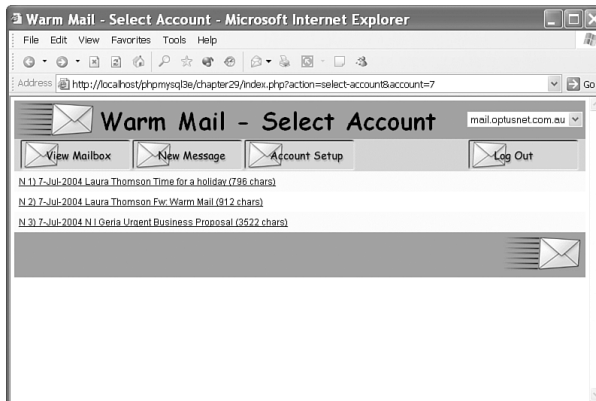 Warm Mail - Select Account - Microsoft Internet Explorer
File Edit View Favorites Tools Help
Address http://localhost/phpmysql3e/chapter29/index.php?action=select-account&account=7 Go
Warm Mail - Select Account mail.optusnet.com.au
View Mailbox New Message Account Setup Log Out
N 1) 7-Jul-2004 Laura Thomson Time for a holiday (796 chars)
N 2) 7-Jul-2004 Laura Thomson Fw: Warm Mail (912 chars)
N 3) 7-Jul-2004 N I Geria Urgent Business Proposal (3522 chars)